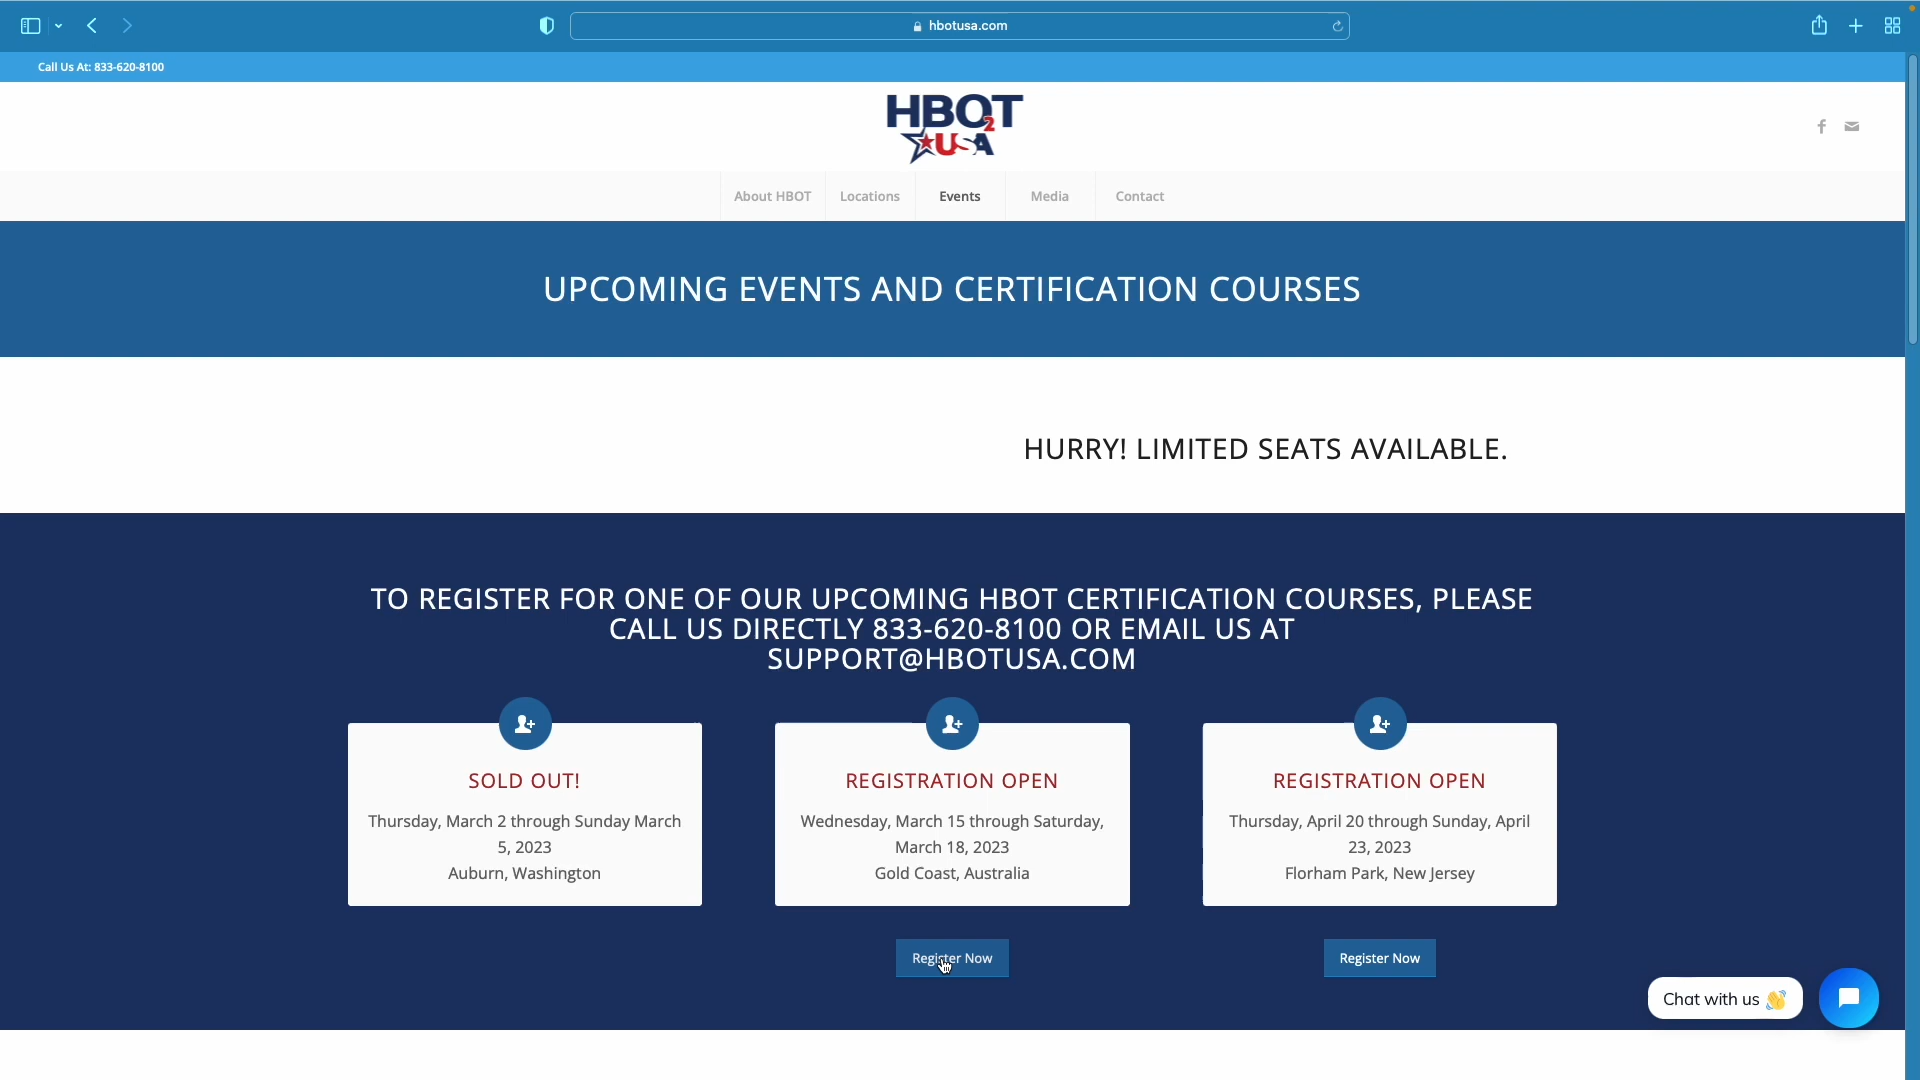 hbotusa.com
Call Us At: 833-620-8100
HBO2T
USA
About HBOT
Locations
Events
Media
Contact
UPCOMING EVENTS AND CERTIFICATION COURSES
HURRY! LIMITED SEATS AVAILABLE.
TO REGISTER FOR ONE OF OUR UPCOMING HBOT CERTIFICATION COURSES, PLEASE
CALL US DIRECTLY 833-620-8100 OR EMAIL US AT
SUPPORT@HBOTUSA.COM
SOLD OUT!
Thursday, March 2 through Sunday March
5, 2023
Auburn, Washington
REGISTRATION OPEN
Wednesday, March 15 through Saturday,
March 18, 2023
Gold Coast, Australia
Register Now
REGISTRATION OPEN
Thursday, April 20 through Sunday, April
23, 2023
Florham Park, New Jersey
Register Now
Chat with us 👋